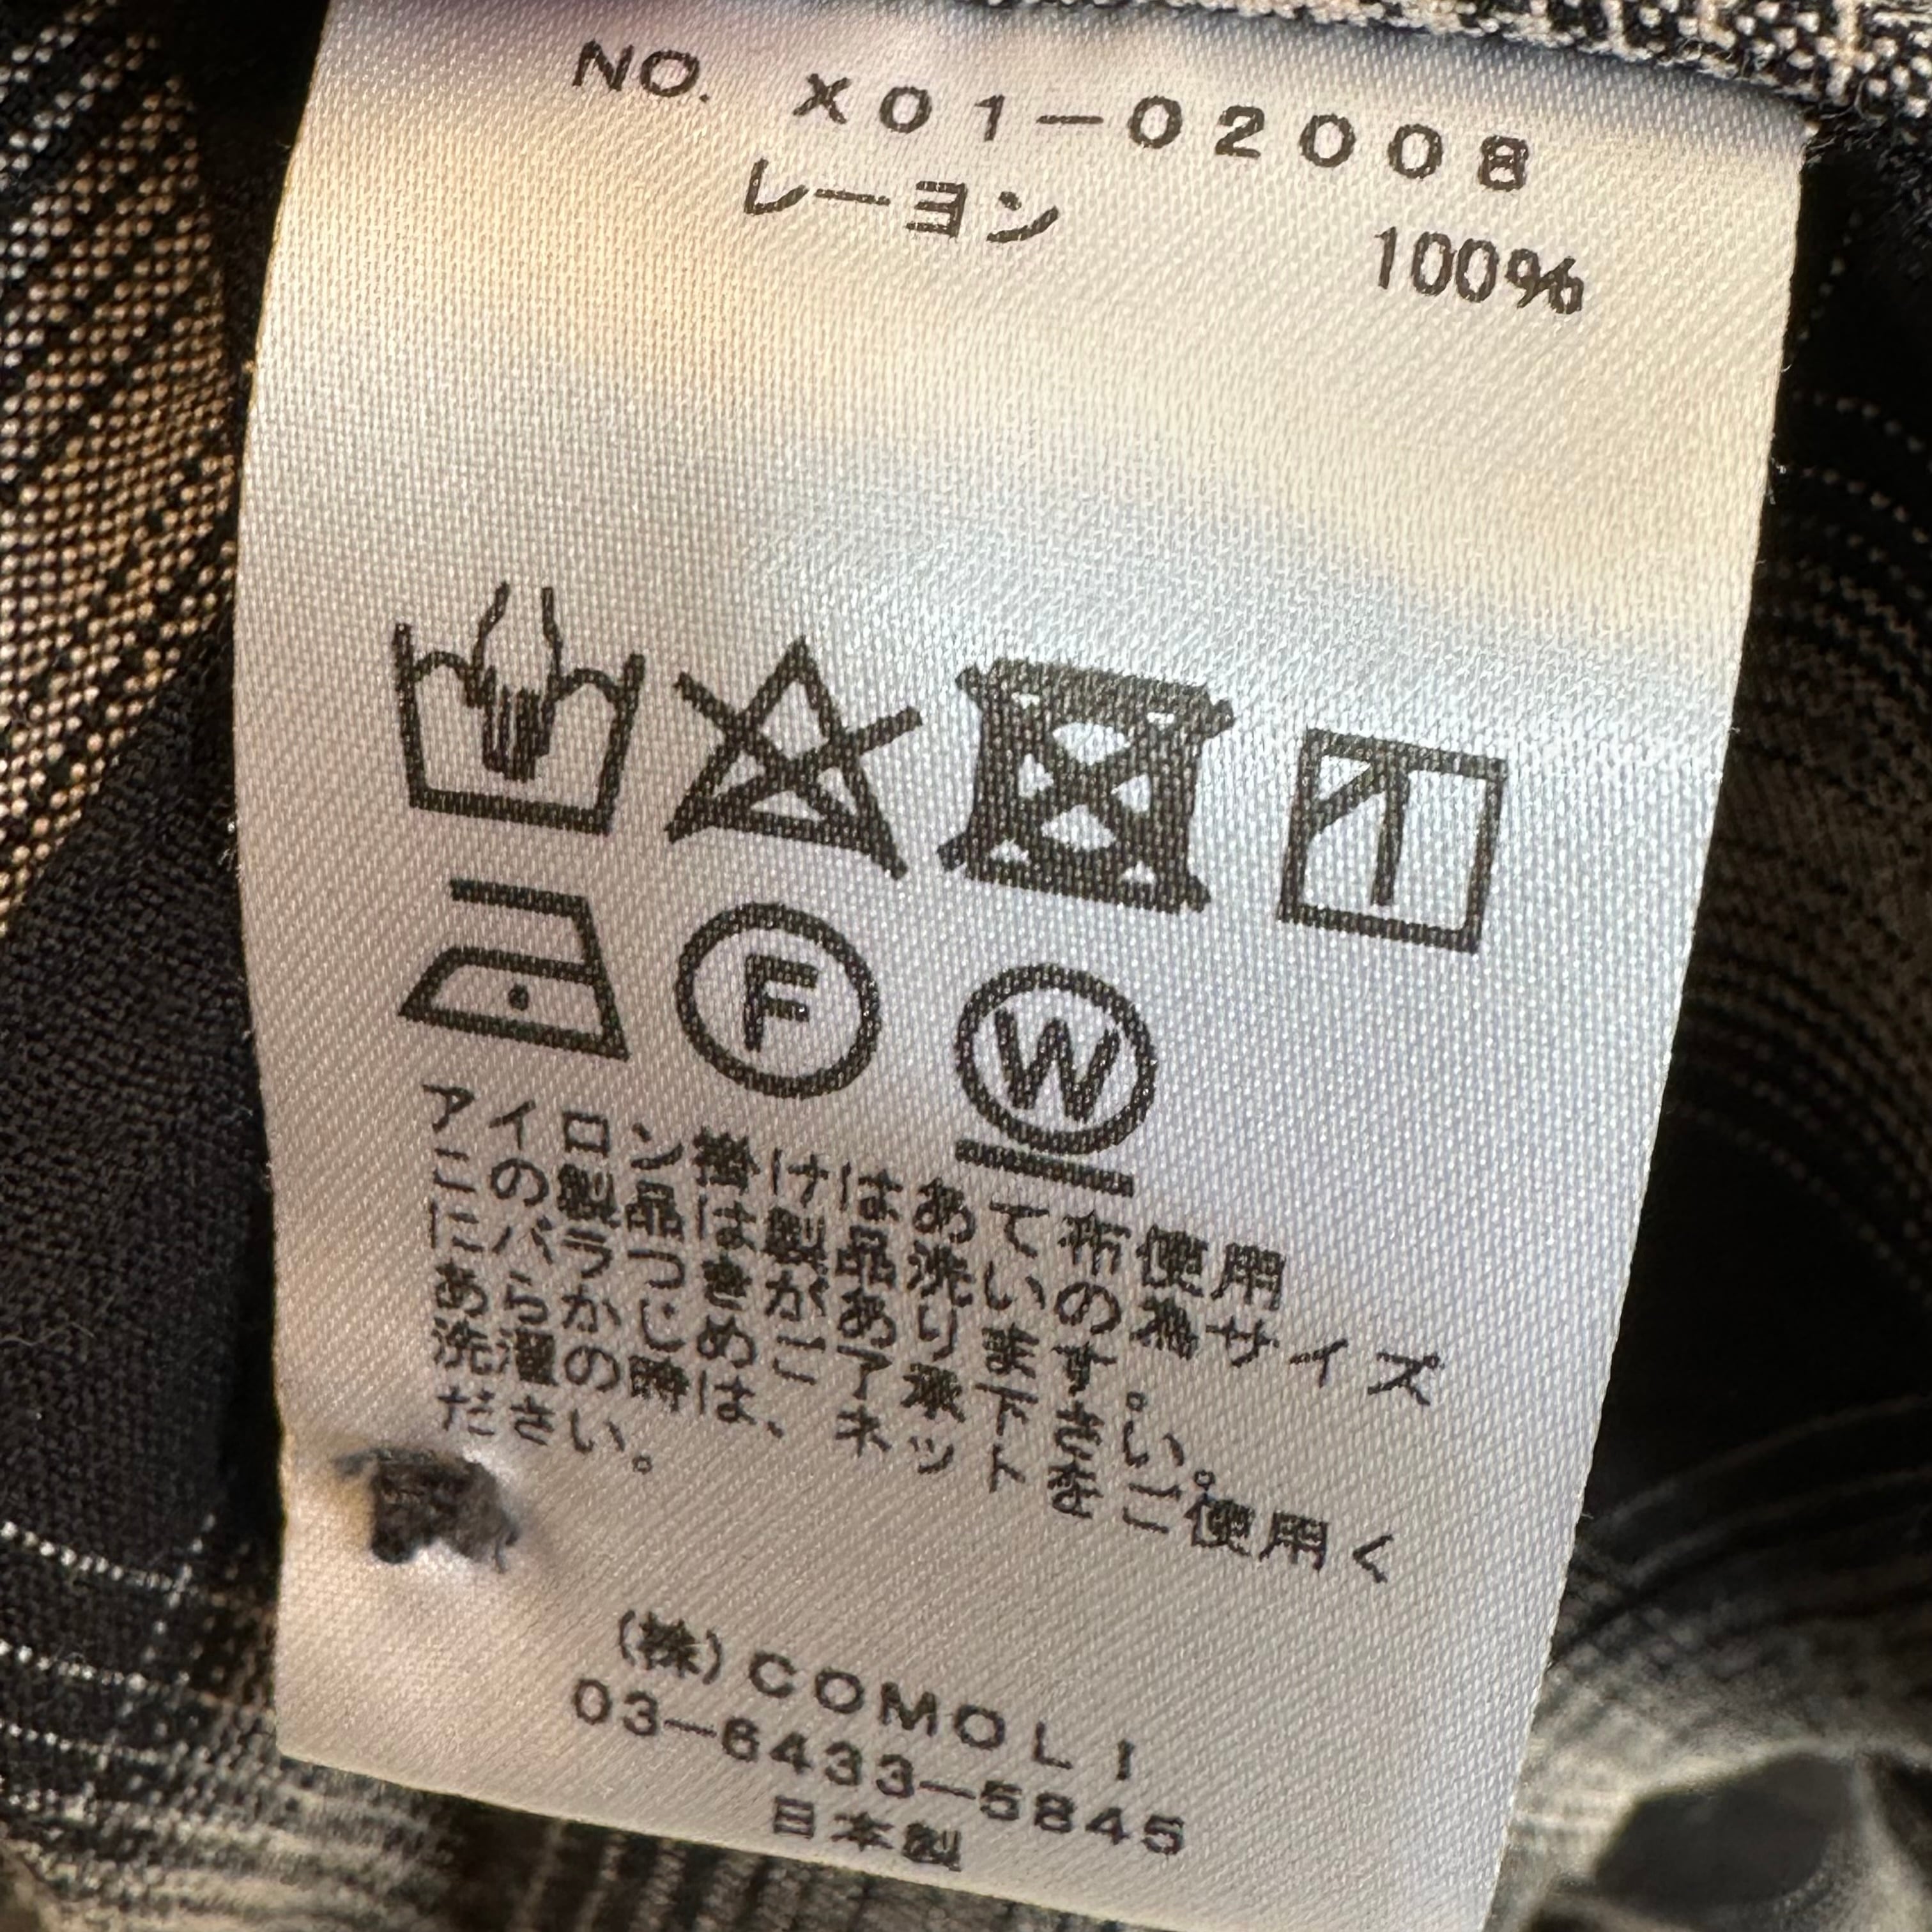 NO. X01-02008
レーヨン 100%
F W
アイロン掛けはあて布使用
この製品は製品洗いの為サイズ
にバラつきがあります。
あらかじめご了承下さい。
洗濯の時は、ネットをご使用く
ださい。
(株)COMOLI
03-6433-5845
日本製